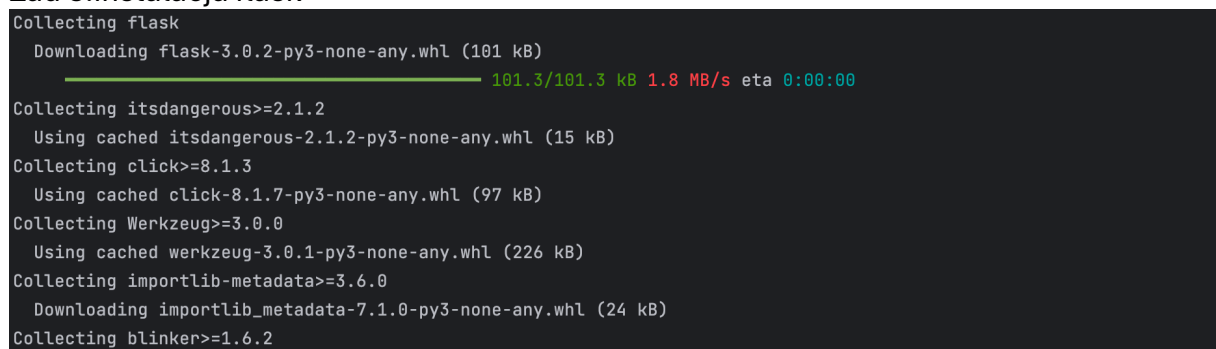 Collecting flask
Downloading flask-3.0.2-py3-none-any.whl (101 kB)
101.3/101.3 kB 1.8 MB/s eta 0:00:00
Collecting itsdangerous>=2.1.2
Using cached itsdangerous-2.1.2-py3-none-any.whl (15 kB)
Collecting click>=8.1.3
Using cached click-8.1.7-py3-none-any.whl (97 kB)
Collecting Werkzeug>=3.0.0
Using cached werkzeug-3.0.1-py3-none-any.whl (226 kB)
Collecting importlib-metadata>=3.6.0
Downloading importlib_metadata-7.1.0-py3-none-any.whl (24 kB)
Collecting blinker>=1.6.2